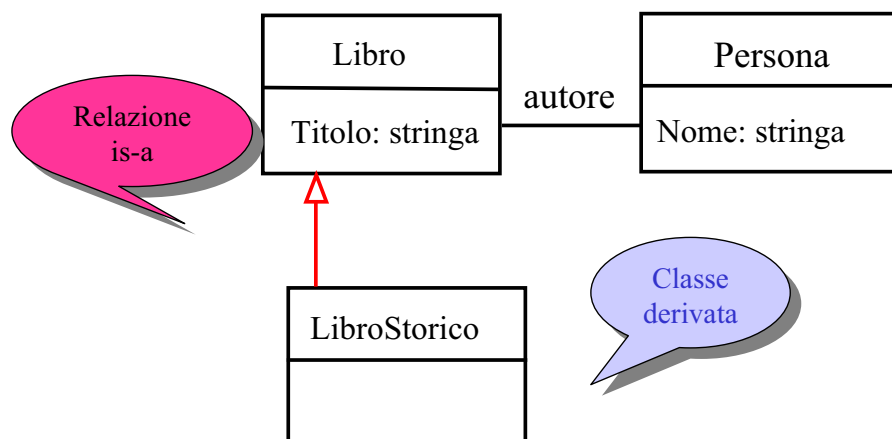 Libro
Persona
Relazione
is-a
Titolo: stringa
autore
Nome: stringa
Classe
derivata
LibroStorico